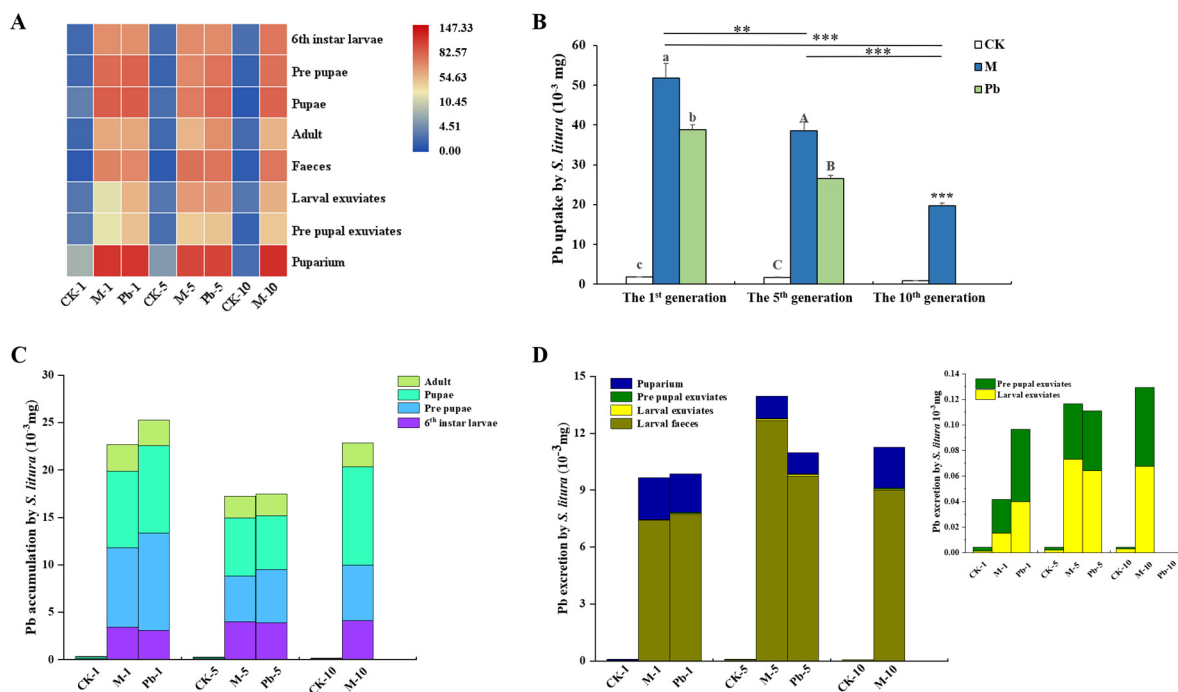 A
6th instar larvae
Pre pupae
Pupae
Adult
Faeces
Larval exuviates
Pre pupal exuviates
Puparium
CK-1
M-1
Pb-1
CK-5
M-5
Pb-5
CK-10
M-10
147.33
82.57
54.63
10.45
4.51
0.00
B
Pb uptake by S. litura (10⁻³ mg)
60
50
40
30
20
10
0
**
***
***
a
b
c
A
B
C
***
CK
M
Pb
The 1st generation
The 5th generation
The 10th generation
C
Pb accumulation by S. litura (10⁻³mg)
30
25
20
15
10
5
0
Adult
Pupae
Pre pupae
6th instar larvae
CK-1
M-1
Pb-1
CK-5
M-5
Pb-5
CK-10
M-10
D
Pb excretion by S. litura (10⁻³mg)
15
12
9
6
3
0
Puparium
Pre pupal exuviates
Larval exuviates
Larval faeces
CK-1
M-1
Pb-1
CK-5
M-5
Pb-5
CK-10
M-10
Pb excretion by S. litura 10⁻³mg
0.14
0.12
0.10
0.08
0.06
0.04
0.02
0.00
Pre pupal exuviates
Larval exuviates
CK-1
M-1
Pb-1
CK-5
M-5
Pb-5
CK-10
M-10
Pb-10